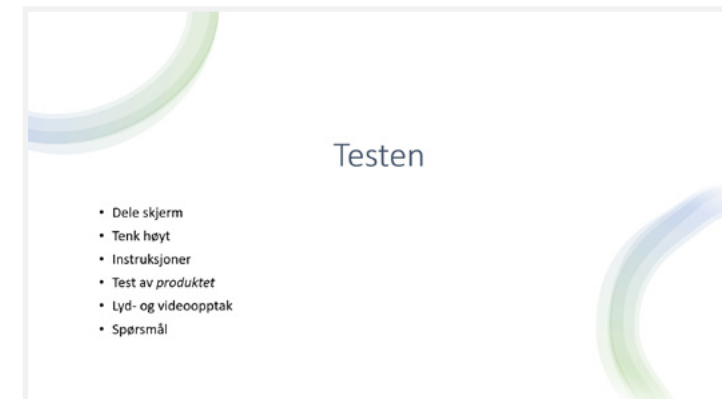 Testen
• Dele skjerm
• Tenk høyt
• Instruksjoner
• Test av produktet
• Lyd- og videoopptak
• Spørsmål